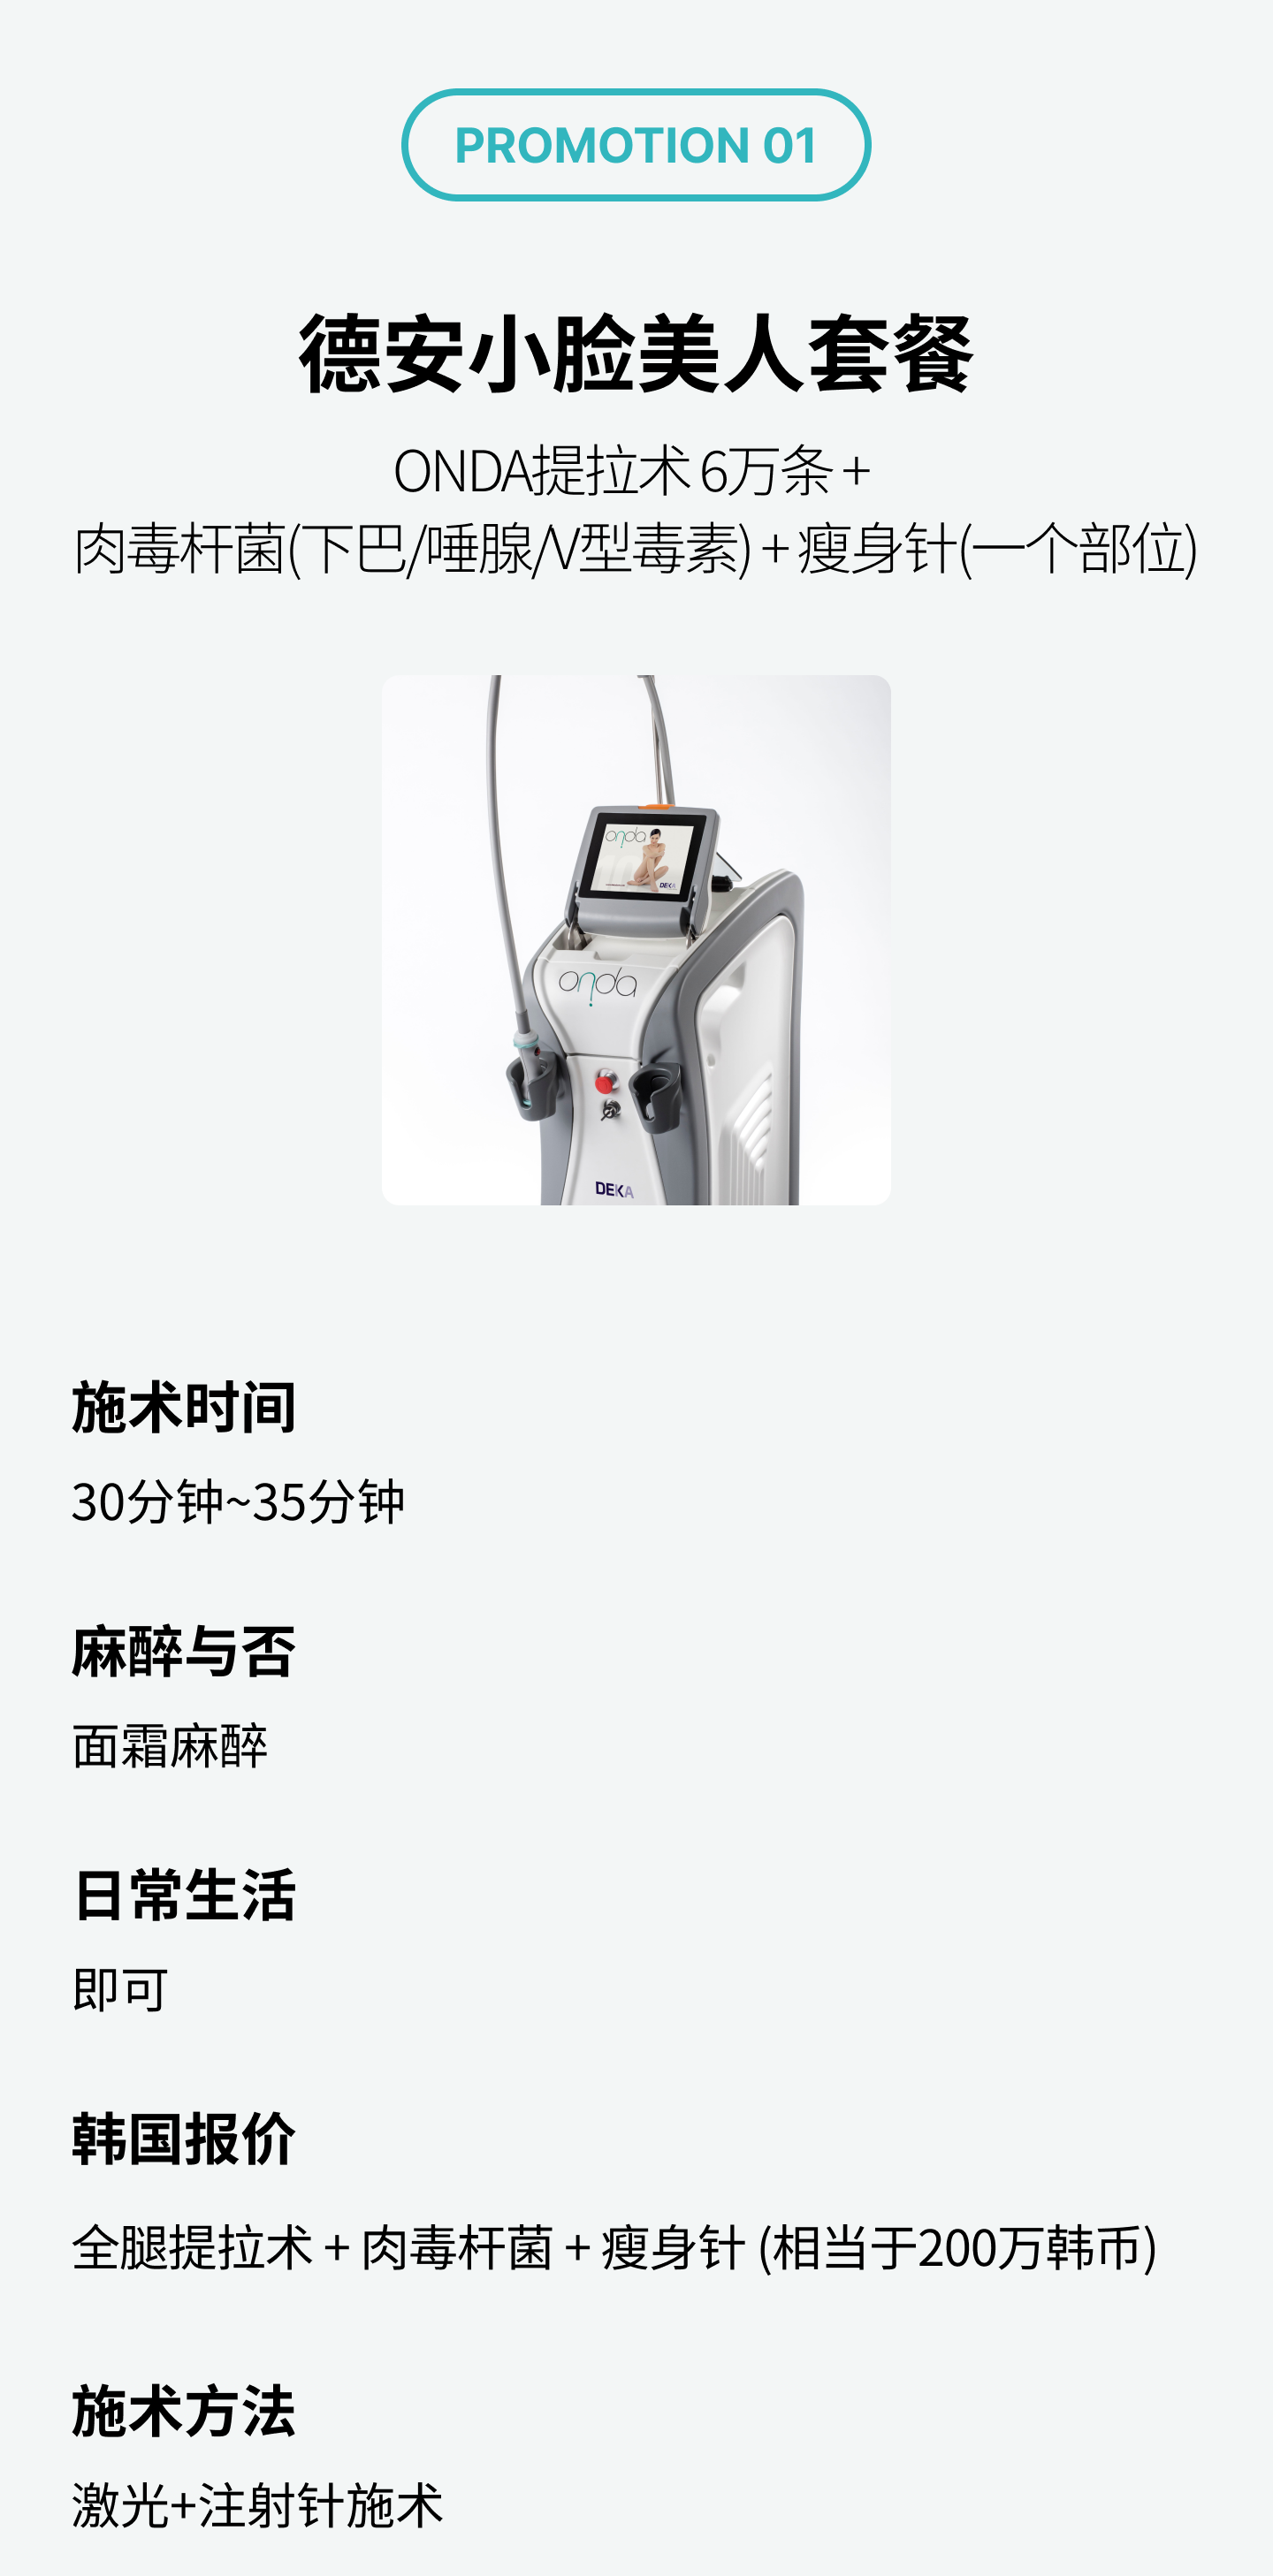 PROMOTION 01
德安小脸美人套餐
ONDA提拉术 6万条 +
肉毒杆菌(下巴/唾腺/V型毒素) + 瘦身针(一个部位)
onda
DEKA
onda
DEKA
施术时间
30分钟~35分钟
麻醉与否
面霜麻醉
日常生活
即可
韩国报价
全腿提拉术 + 肉毒杆菌 + 瘦身针 (相当于200万韩币)
施术方法
激光+注射针施术